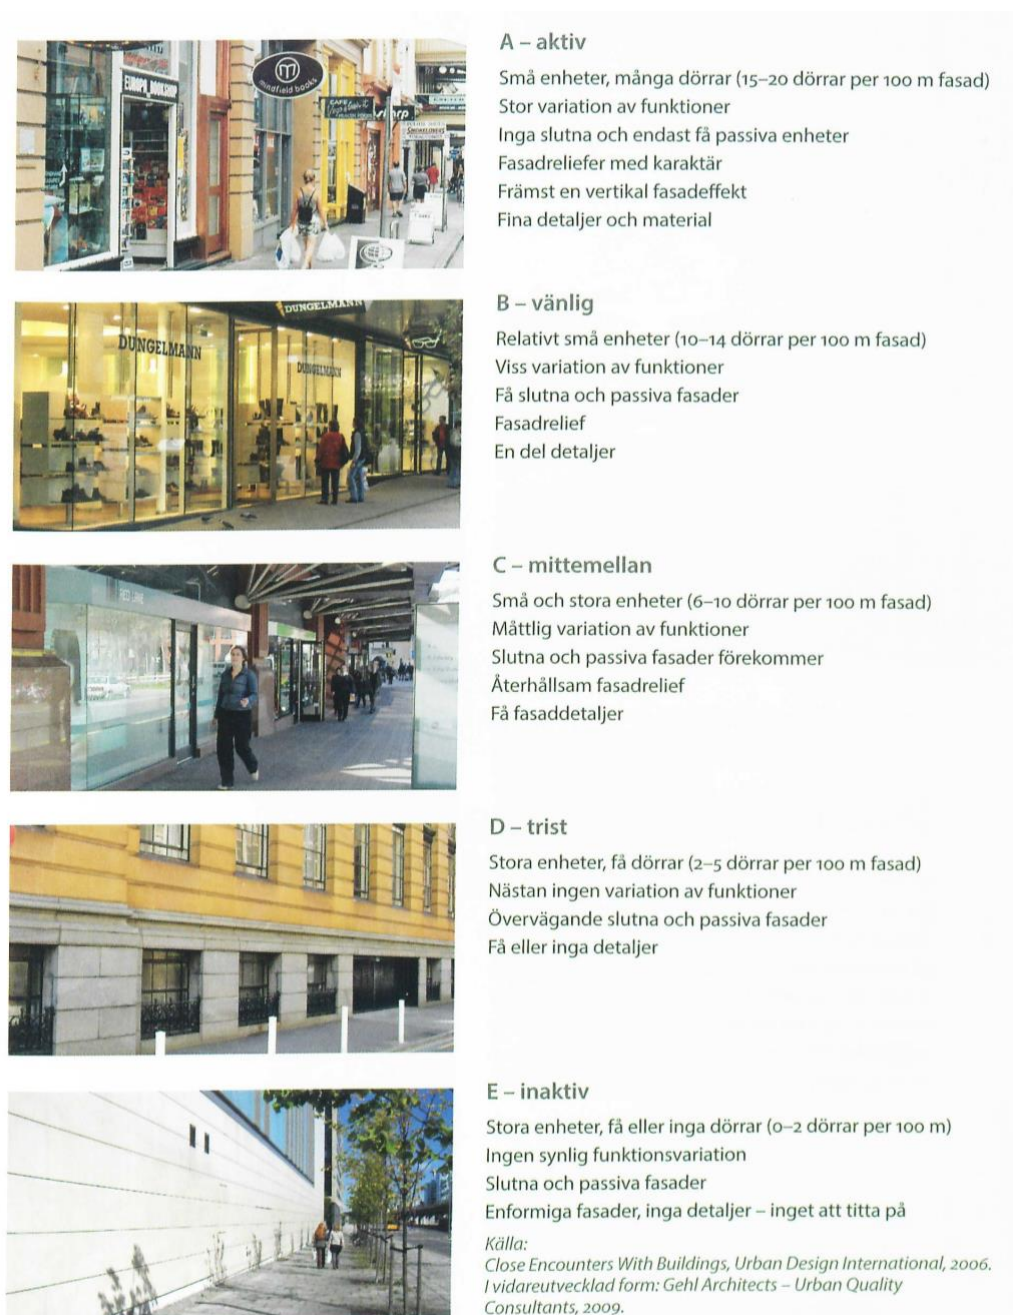 A – aktiv
Små enheter, många dörrar (15–20 dörrar per 100 m fasad)
Stor variation av funktioner
Inga slutna och endast få passiva enheter
Fasadreliefer med karaktär
Främst en vertikal fasadeffekt
Fina detaljer och material
EUROPA BOOKSHOP
mindfield books
CAFE
B – vänlig
Relativt små enheter (10–14 dörrar per 100 m fasad)
Viss variation av funktioner
Få slutna och passiva fasader
Fasadrelief
En del detaljer
DUNGELMANN
DUNGELMANN
DUNGELMANN
C – mittemellan
Små och stora enheter (6–10 dörrar per 100 m fasad)
Måttlig variation av funktioner
Slutna och passiva fasader förekommer
Återhållsam fasadrelief
Få fasaddetaljer
D – trist
Stora enheter, få dörrar (2–5 dörrar per 100 m fasad)
Nästan ingen variation av funktioner
Övervägande slutna och passiva fasader
Få eller inga detaljer
E – inaktiv
Stora enheter, få eller inga dörrar (0–2 dörrar per 100 m)
Ingen synlig funktionsvariation
Slutna och passiva fasader
Enformiga fasader, inga detaljer – inget att titta på
Källa:
Close Encounters With Buildings, Urban Design International, 2006.
I vidareutvecklad form: Gehl Architects – Urban Quality
Consultants, 2009.